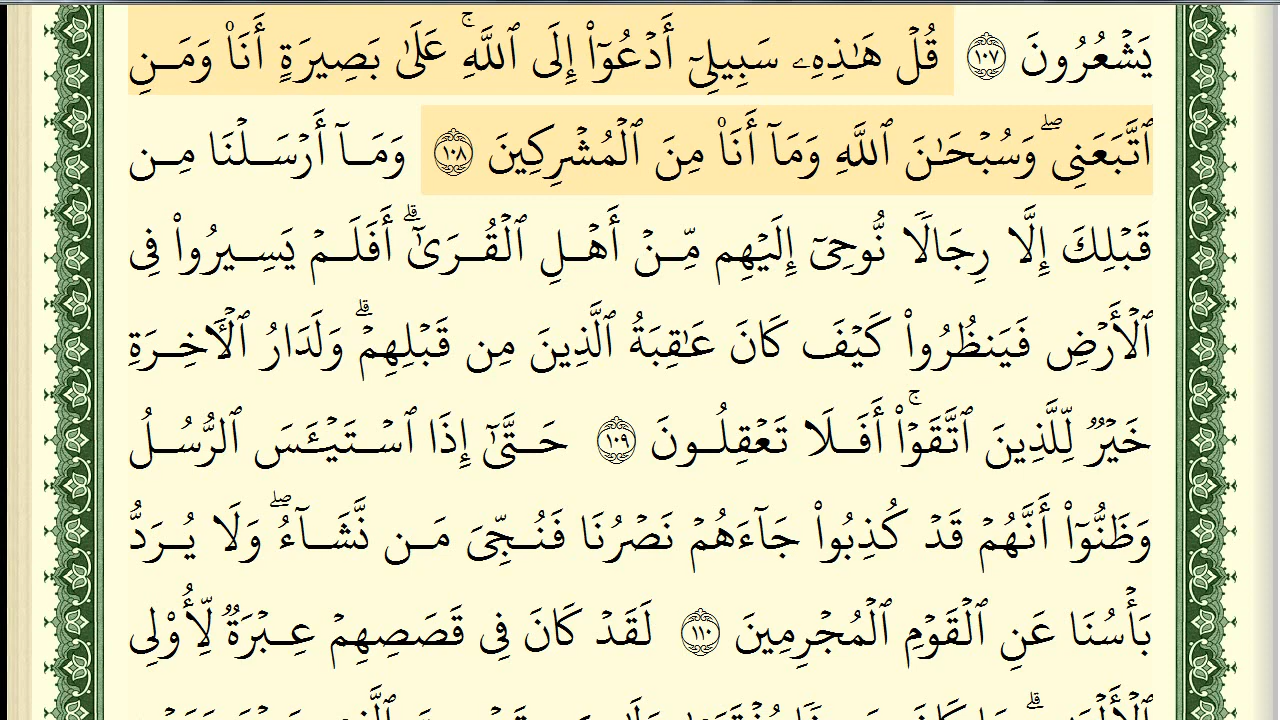 يَشْعُرُونَ ١٠٧ قُلْ هَـٰذِهِۦ سَبِيلِىٓ أَدْعُوٓا۟ إِلَى ٱللَّهِ ۚ عَلَىٰ بَصِيرَةٍ أَنَا۠ وَمَنِ
ٱتَّبَعَنِى ۖ وَسُبْحَـٰنَ ٱللَّهِ وَمَآ أَنَا۠ مِنَ ٱلْمُشْرِكِينَ ١٠٨ وَمَآ أَرْسَلْنَا مِن
قَبْلِكَ إِلَّا رِجَالًا نُّوحِىٓ إِلَيْهِم مِّنْ أَهْلِ ٱلْقُرَىٰٓ ۗ أَفَلَمْ يَسِيرُوا۟ فِى
ٱلْأَرْضِ فَيَنظُرُوا۟ كَيْفَ كَانَ عَـٰقِبَةُ ٱلَّذِينَ مِن قَبْلِهِمْ ۗ وَلَدَارُ ٱلْـَٔاخِرَةِ
خَيْرٌ لِّلَّذِينَ ٱتَّقَوْا۟ ۚ أَفَلَا تَعْقِلُونَ ١٠٩ حَتَّىٰٓ إِذَا ٱسْتَيْـَٔسَ ٱلرُّسُلُ
وَظَنُّوٓا۟ أَنَّهُمْ قَدْ كُذِبُوا۟ جَآءَهُمْ نَصْرُنَا فَنُجِّىَ مَن نَّشَآءُ ۖ وَلَا يُرَدُّ
بَأْسُنَا عَنِ ٱلْقَوْمِ ٱلْمُجْرِمِينَ ١١٠ لَقَدْ كَانَ فِى قَصَصِهِمْ عِبْرَةٌ لِّأُو۟لِى